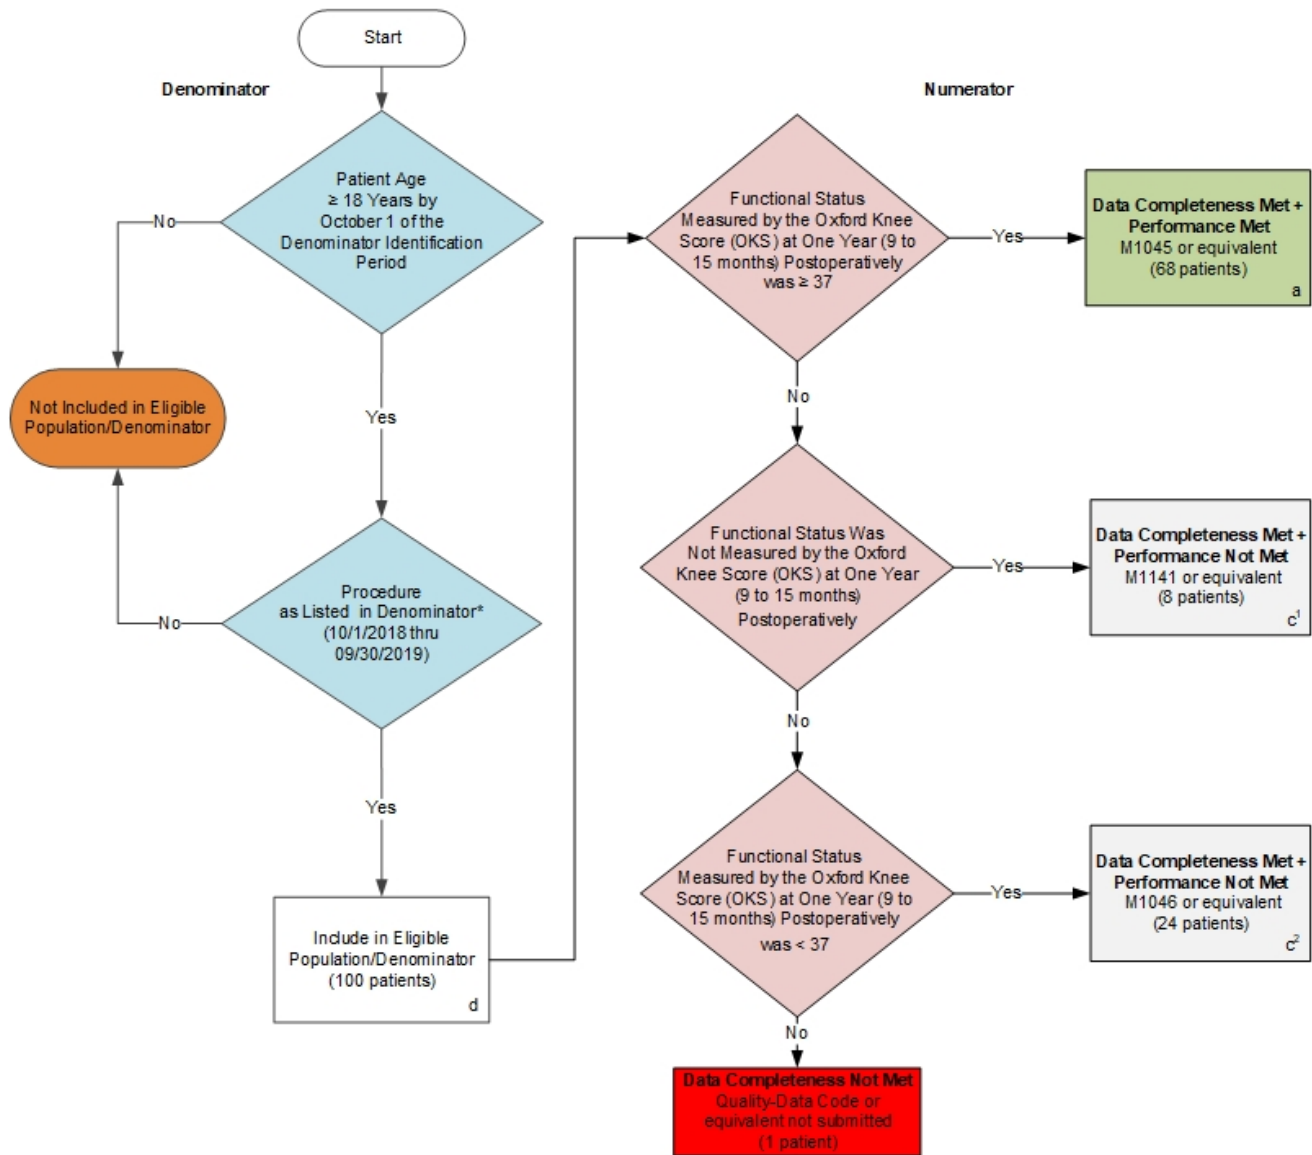 Start
Denominator
Numerator
Patient Age
≥ 18 Years by
October 1 of the
Denominator Identification
Period
No
Yes
Not Included in Eligible
Population/Denominator
Procedure
as Listed in Denominator*
(10/1/2018 thru
09/30/2019)
No
Yes
Include in Eligible
Population/Denominator
(100 patients)
d
Functional Status
Measured by the Oxford Knee
Score (OKS) at One Year (9 to
15 months) Postoperatively
was ≥ 37
Yes
Data Completeness Met +
Performance Met
M1045 or equivalent
(68 patients)
a
No
Functional Status Was
Not Measured by the Oxford
Knee Score (OKS) at One Year
(9 to 15 months)
Postoperatively
Yes
Data Completeness Met +
Performance Not Met
M1141 or equivalent
(8 patients)
c¹
No
Functional Status
Measured by the Oxford Knee
Score (OKS) at One Year (9 to
15 months) Postoperatively
was < 37
Yes
Data Completeness Met +
Performance Not Met
M1046 or equivalent
(24 patients)
c²
No
Data Completeness Not Met
Quality-Data Code or
equivalent not submitted
(1 patient)